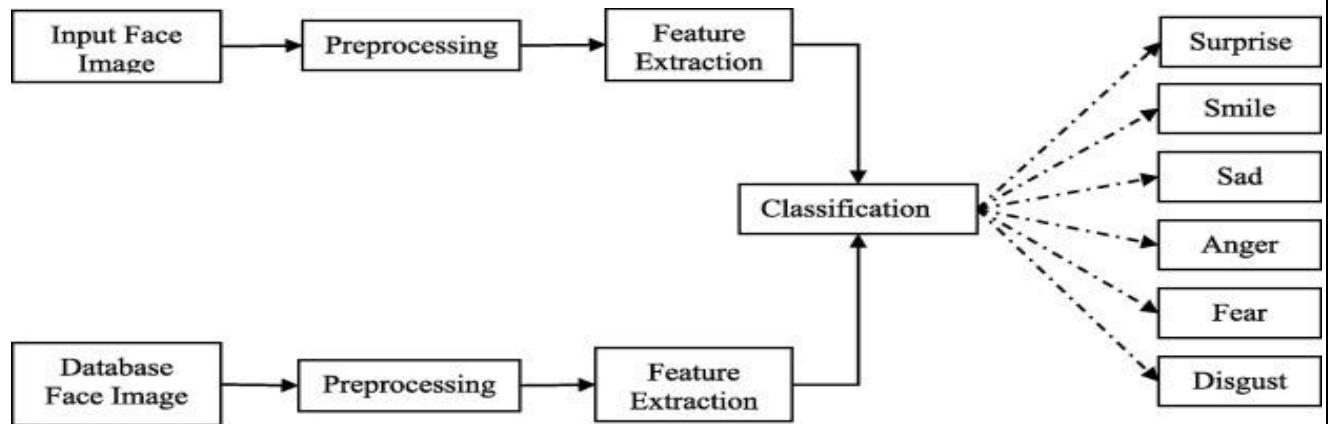 Input Face
Image
Preprocessing
Feature
Extraction
Surprise
Smile
Sad
Classification
Anger
Fear
Database
Face Image
Preprocessing
Feature
Extraction
Disgust